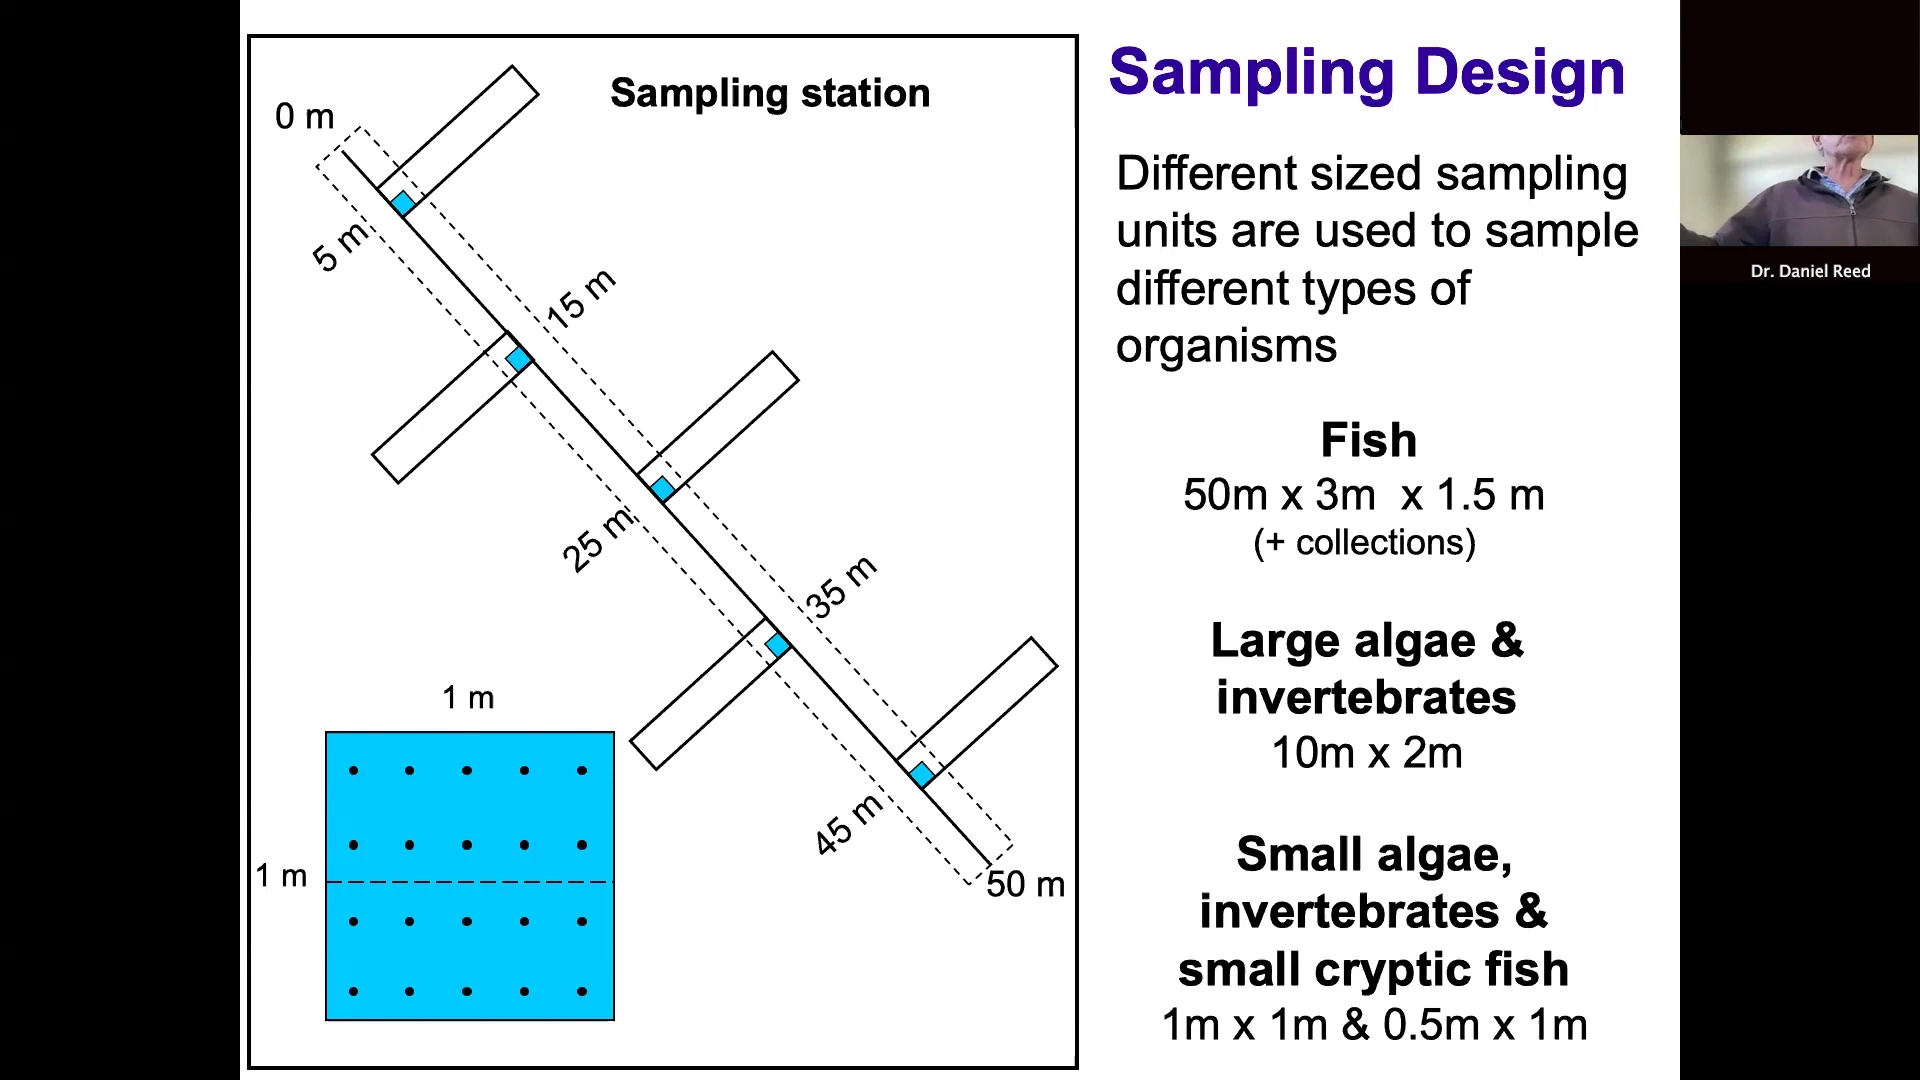 Sampling station
0 m
5 m
15 m
25 m
35 m
45 m
50 m
1 m
1 m
Sampling Design
Different sized sampling
units are used to sample
different types of
organisms
Fish
50m x 3m x 1.5 m
(+ collections)
Large algae &
invertebrates
10m x 2m
Small algae,
invertebrates &
small cryptic fish
1m x 1m & 0.5m x 1m
Dr. Daniel Reed